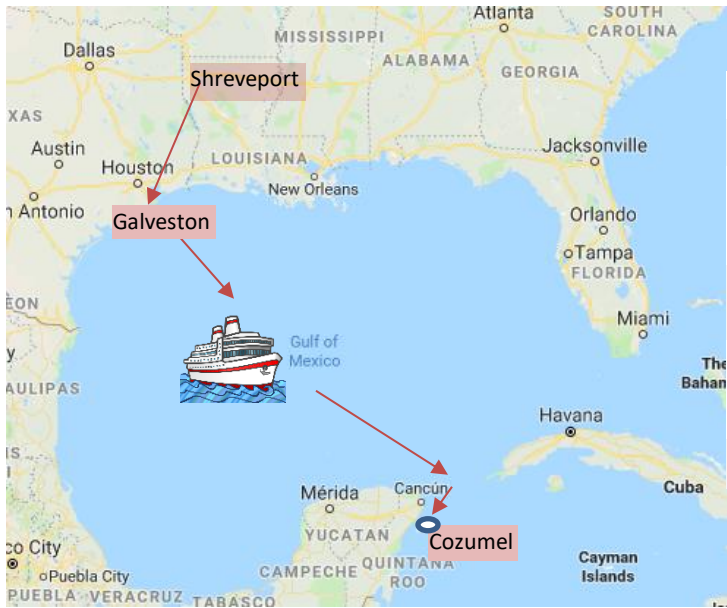 Atlanta
SOUTH
CAROLINA
MISSISSIPPI
Dallas
ALABAMA
Shreveport
GEORGIA
XAS
Austin
Jacksonville
LOUISIANA
Houston
New Orleans
n Antonio
Galveston
Orlando
Tampa
FLORIDA
EON
Miami
Gulf of
Mexico
y
The
Baham
AULIPAS
Havana
IS
Cuba
Mérida
Cancún
YUCATAN
Cozumel
co City
QUINTANA
ROO
Cayman
Islands
CAMPECHE
Puebla City
PUEBLA
VERACRUZ
TABASCO